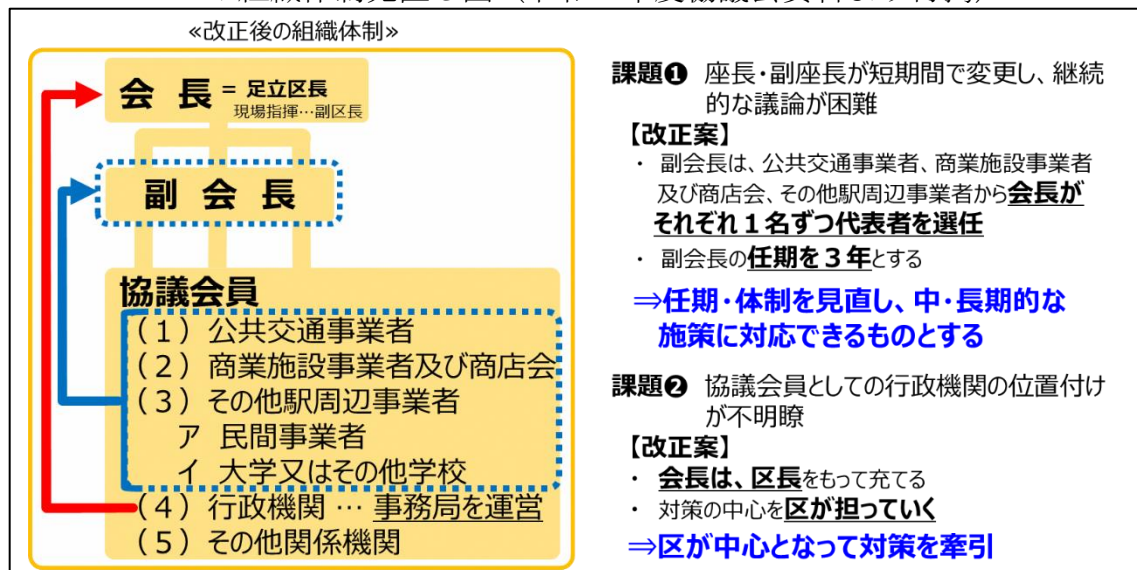 ≪改正後の組織体制≫
会 長 = 足立区長
現場指揮…副区長
副 会 長
協議会員
（１）公共交通事業者
（２）商業施設事業者及び商店会
（３）その他駅周辺事業者
ア 民間事業者
イ 大学又はその他学校
（４）行政機関 … 事務局を運営
（５）その他関係機関
課題❶ 座長・副座長が短期間で変更し、継続
的な議論が困難
【改正案】
・ 副会長は、公共交通事業者、商業施設事業者
及び商店会、その他駅周辺事業者から会長が
それぞれ１名ずつ代表者を選任
・ 副会長の任期を３年とする
⇒任期・体制を見直し、中・長期的な
施策に対応できるものとする
課題❷ 協議会員としての行政機関の位置付け
が不明瞭
【改正案】
・ 会長は、区長をもって充てる
・ 対策の中心を区が担っていく
⇒区が中心となって対策を牽引